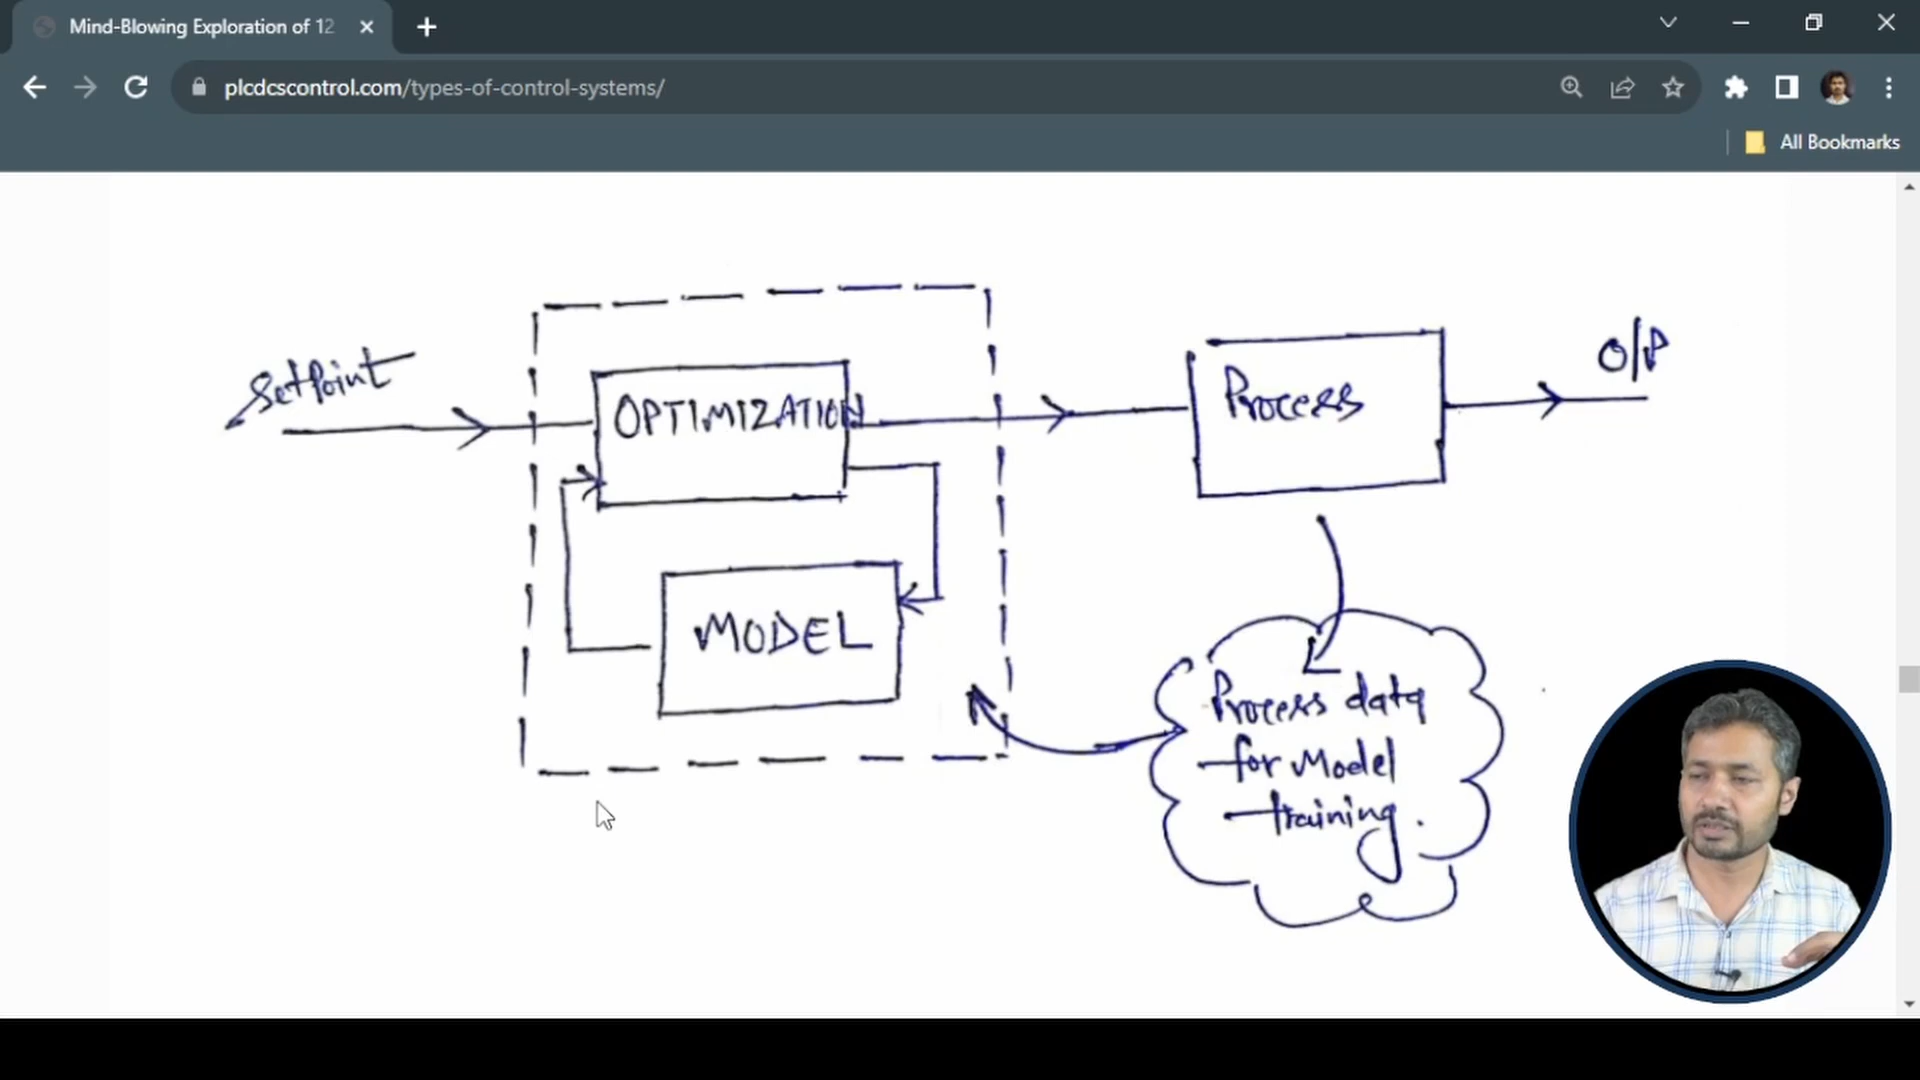 Mind-Blowing Exploration of 12
plcdcscontrol.com/types-of-control-systems/
All Bookmarks
SetPoint
OPTIMIZATION
Process
O/P
MODEL
Process data
for Model
training.